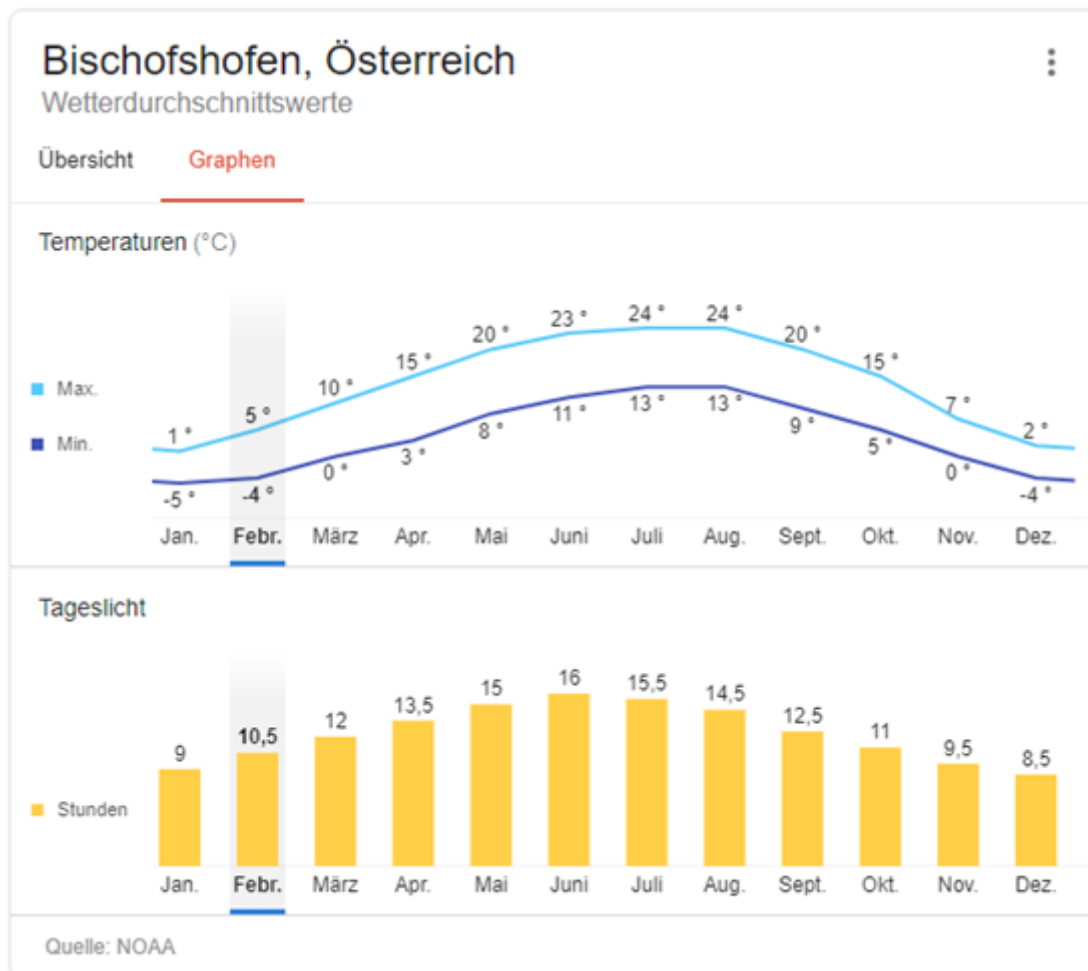 Bischofshofen, Österreich
Wetterdurchschnittswerte
Übersicht Graphen
Temperaturen (°C)
Max.
Min.
1 ° 5 ° 10 ° 15 ° 20 ° 23 ° 24 ° 24 ° 20 ° 15 ° 7 ° 2 °
-5 ° -4 ° 0 ° 3 ° 8 ° 11 ° 13 ° 13 ° 9 ° 5 ° 0 ° -4 °
Jan. Febr. März Apr. Mai Juni Juli Aug. Sept. Okt. Nov. Dez.
Tageslicht
9 10,5 12 13,5 15 16 15,5 14,5 12,5 11 9,5 8,5
Stunden
Jan. Febr. März Apr. Mai Juni Juli Aug. Sept. Okt. Nov. Dez.
Quelle: NOAA